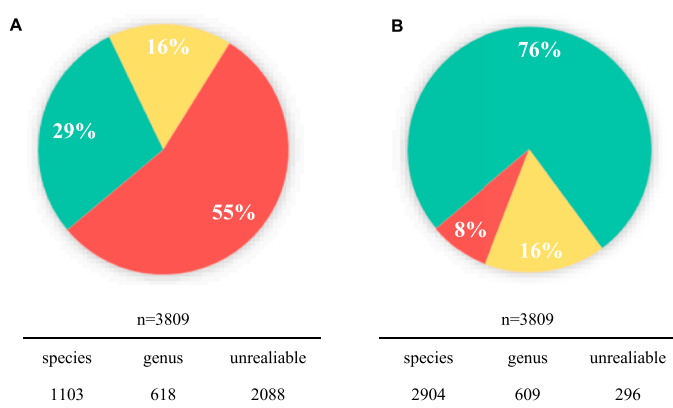 A
16%
29%
55%
n=3809
species genus unrealiable
1103 618 2088
B
76%
8%
16%
n=3809
species genus unrealiable
2904 609 296